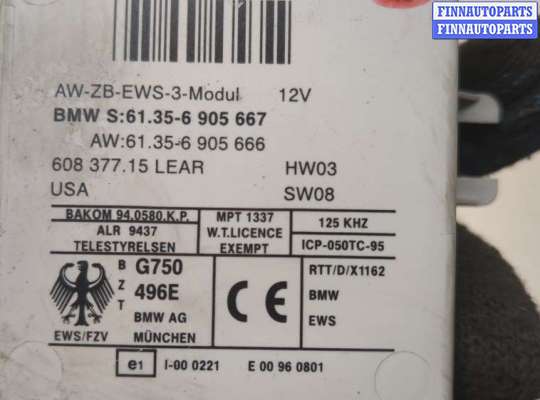 FINNAUTOPARTS
FINNAUTOPARTS
AW-ZB-EWS-3-Modul 12V
BMW S:61.35-6 905 667
AW:61.35-6 905 666
608 377.15 LEAR HW03
USA SW08
BAKOM 94.0580.K.P.
ALR 9437
TELESTYRELSEN
MPT 1337
W.T.LICENCE
EXEMPT
125 KHZ
ICP-050TC-95
EWS/FZV
B Z T
G750
496E
BMW AG
MÜNCHEN
CE
RTT/D/X1162
BMW
EWS
e1 I-00 0221 E 00 96 0801